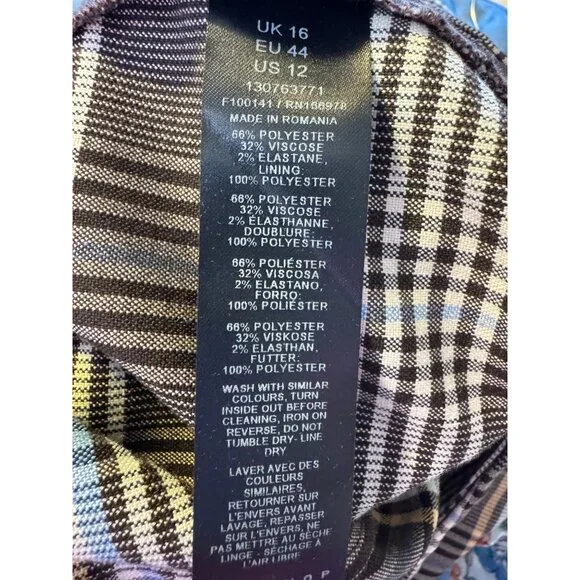 UK 16
EU 44
US 12
130763771
F100141 / RN166978
MADE IN ROMANIA
66% POLYESTER
32% VISCOSE
2% ELASTANE,
LINING:
100% POLYESTER
66% POLYESTER
32% VISCOSE
2% ÉLASTHANNE,
DOUBLURE:
100% POLYESTER
66% POLIÉSTER
32% VISCOSA
2% ELASTANO,
FORRO:
100% POLIÉSTER
66% POLYESTER
32% VISKOSE
2% ELASTHAN,
FUTTER:
100% POLYESTER
WASH WITH SIMILAR
COLOURS, TURN
INSIDE OUT BEFORE
CLEANING, IRON ON
REVERSE, DO NOT
TUMBLE DRY- LINE
DRY
LAVER AVEC DES
COULEURS
SIMILAIRES,
RETOURNER SUR
L'ENVERS AVANT
LAVAGE, REPASSER
SUR L'ENVERS, NE
PAS METTRE AU SÈCHE
LINGE - SÉCHAGE À
L'AIR LIBRE